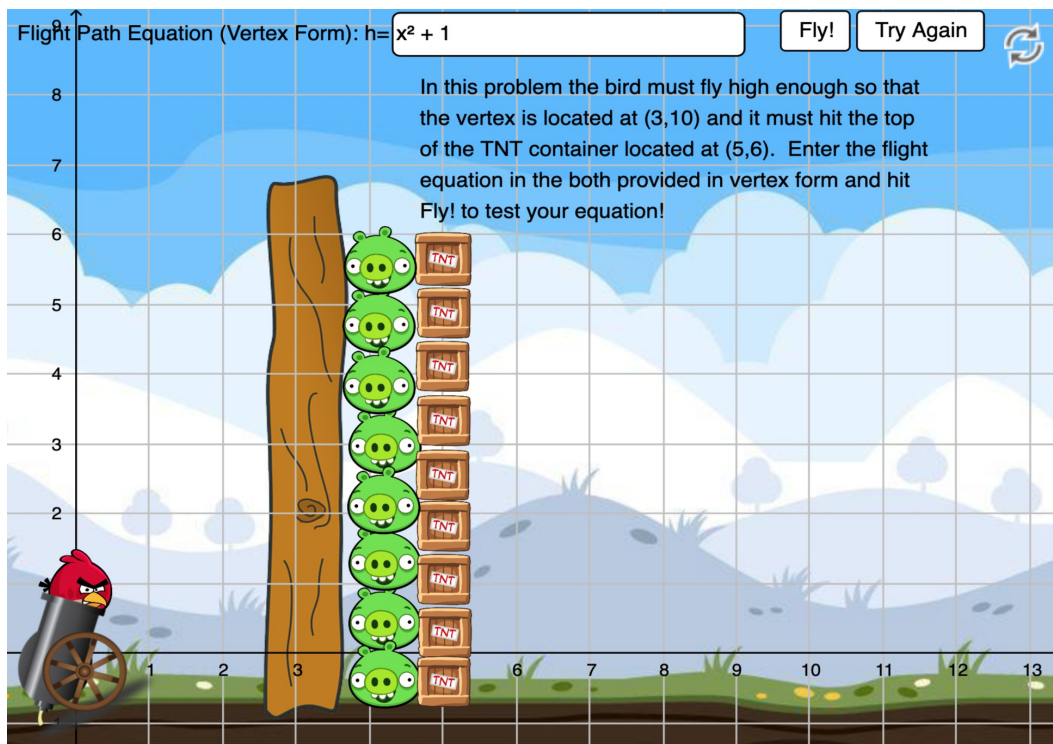 Flight Path Equation (Vertex Form): h= x² + 1 Fly! Try Again
In this problem the bird must fly high enough so that
the vertex is located at (3,10) and it must hit the top
of the TNT container located at (5,6). Enter the flight
equation in the both provided in vertex form and hit
Fly! to test your equation!
9
8
7
6
5
4
3
2
TNT
TNT
TNT
TNT
TNT
TNT
TNT
TNT
TNT
1 2 3 6 7 8 9 10 11 12 13